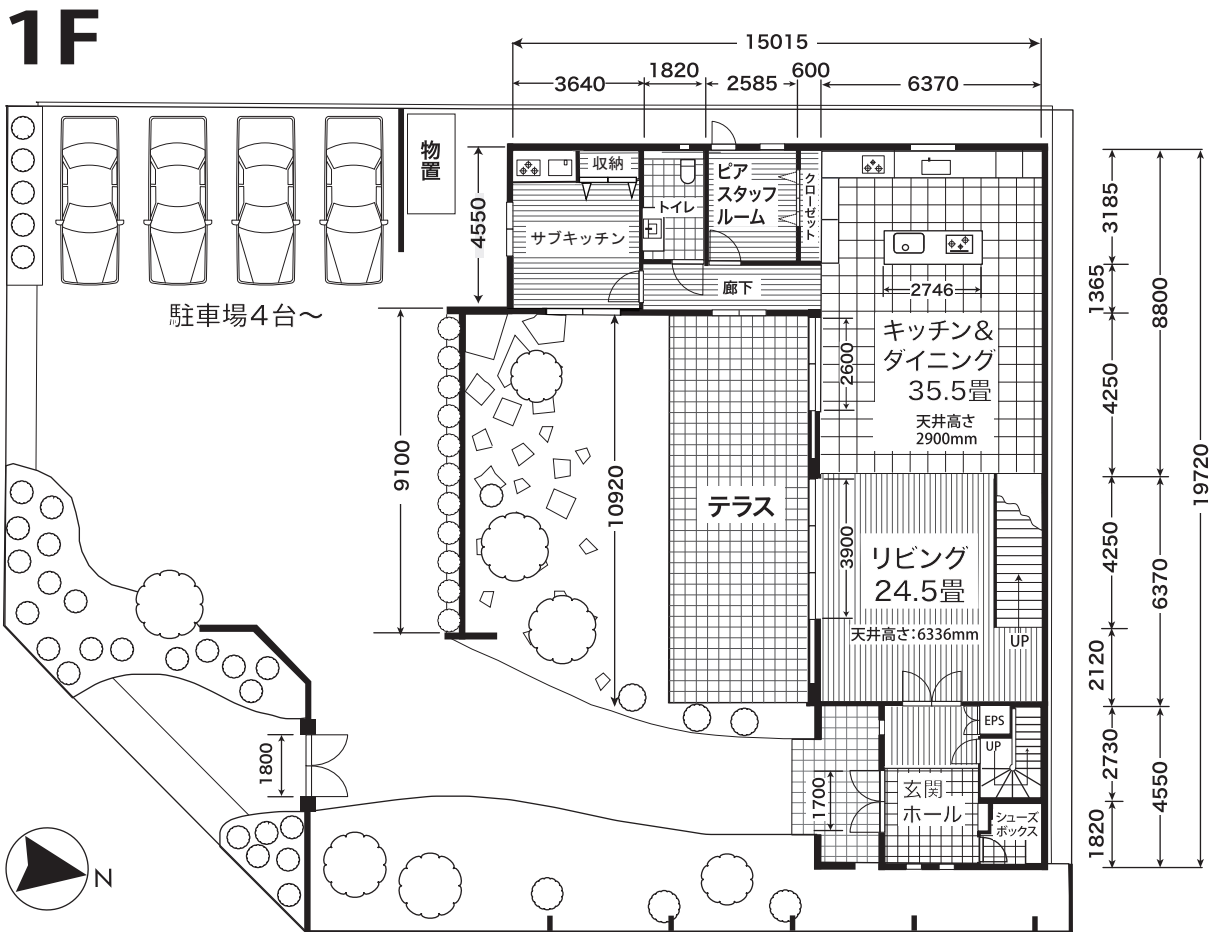 1F
15015
3640
1820
2585
600
6370
物置
収納
トイレ
サブキッチン
ピア
スタッフ
ルーム
クローゼット
廊下
4550
3185
1365
8800
19720
2746
駐車場4台～
キッチン&
ダイニング
35.5畳
天井高さ
2900mm
2600
4250
9100
10920
テラス
3900
リビング
24.5畳
天井高さ:6336mm
UP
4250
6370
2120
EPS
UP
1800
1700
玄関
ホール
シューズ
ボックス
2730
4550
1820
N